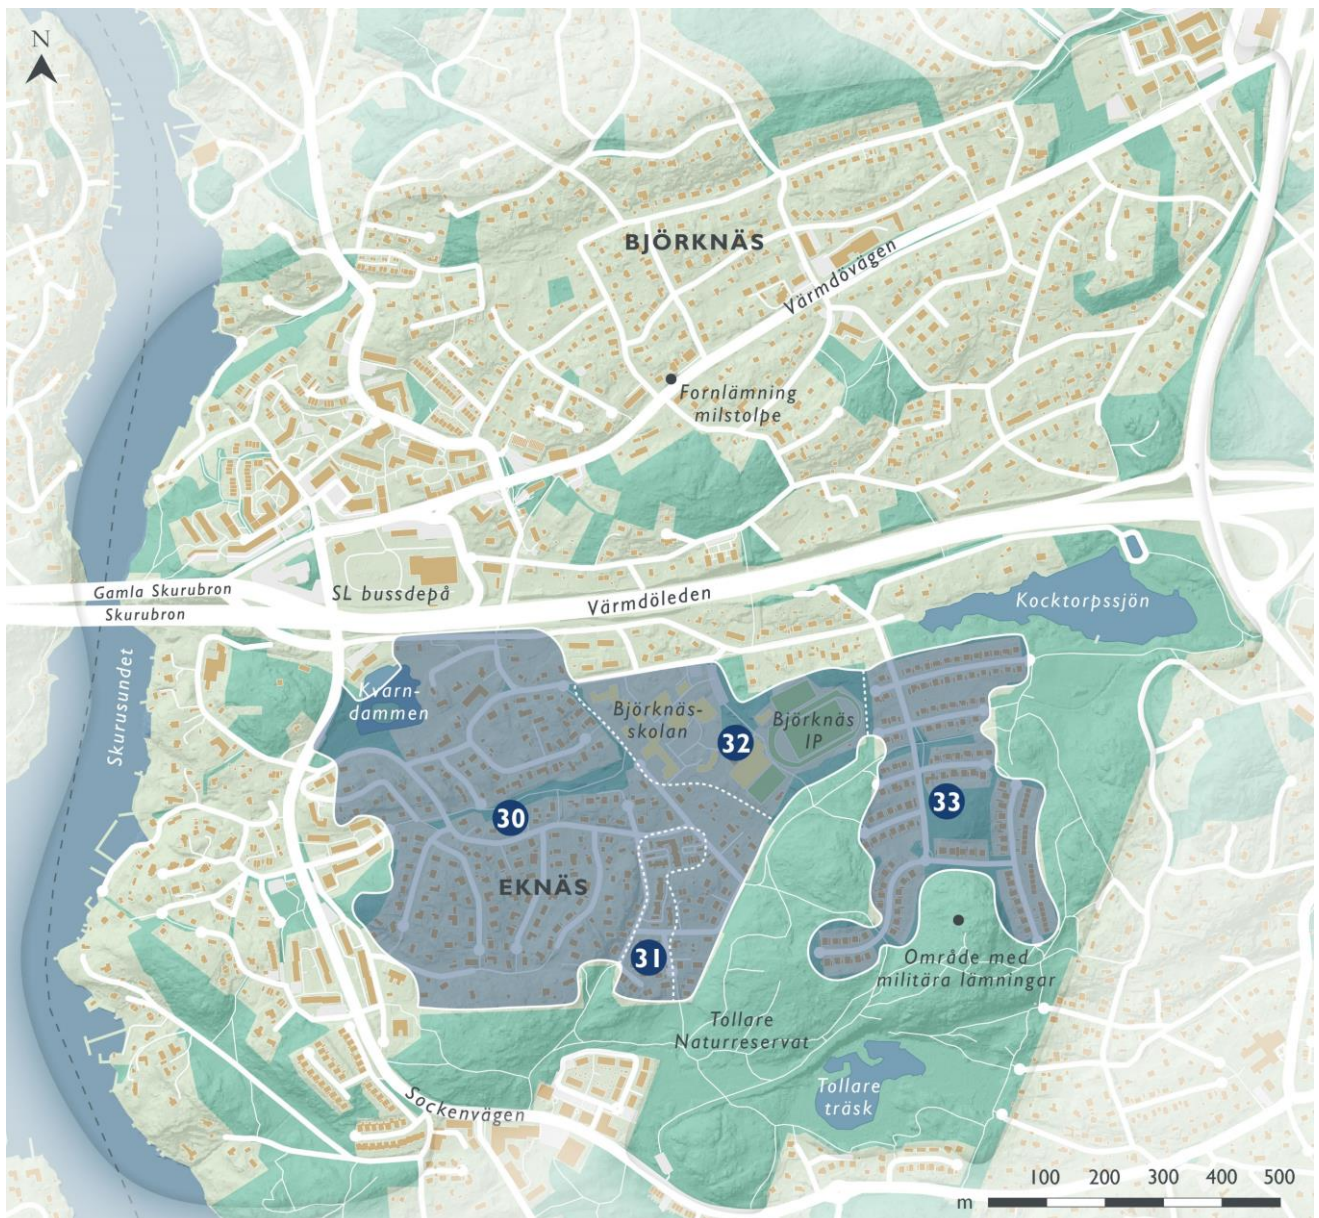 N
BJÖRKNÄS
Värmdövägen
Fornlämning
milstolpe
Gamla Skurubron
Skurubron
SL bussdepå
Värmdöleden
Kocktorpssjön
Skurusundet
Kvarn-
dammen
Björknäs-
skolan
32
Björknäs
IP
33
30
EKNÄS
31
Område med
militära lämningar
Tollare
Naturreservat
Tollare
träsk
Sockenvägen
100 200 300 400 500
m